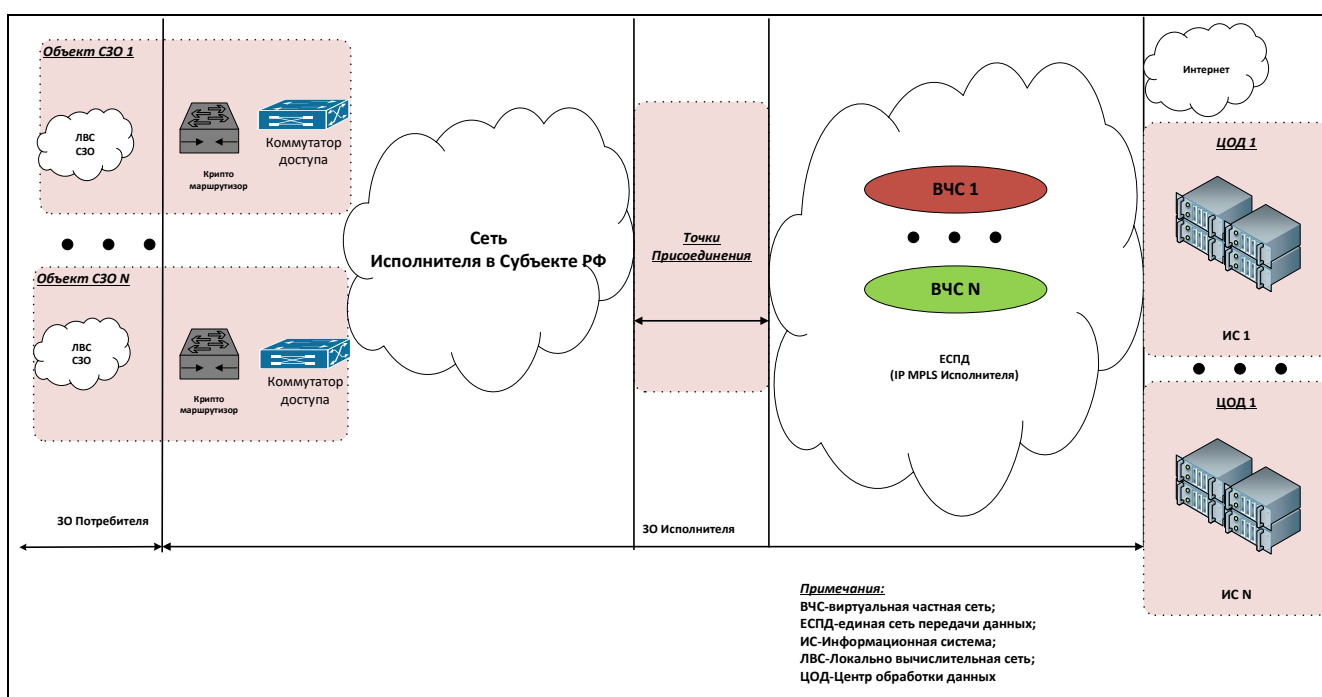 Объект СЗО 1
ЛВС
СЗО
Крипто
маршрутизор
Коммутатор
доступа
Объект СЗО N
ЛВС
СЗО
Крипто
маршрутизор
Коммутатор
доступа
Сеть
Исполнителя в Субъекте РФ
Точки
Присоединения
ВЧС 1
ВЧС N
ЕСПД
(IP MPLS Исполнителя)
Интернет
ЦОД 1
ИС 1
ЦОД 1
ИС N
ЗО Потребителя
ЗО Исполнителя
Примечания:
ВЧС-виртуальная частная сеть;
ЕСПД-единая сеть передачи данных;
ИС-Информационная система;
ЛВС-Локально вычислительная сеть;
ЦОД-Центр обработки данных